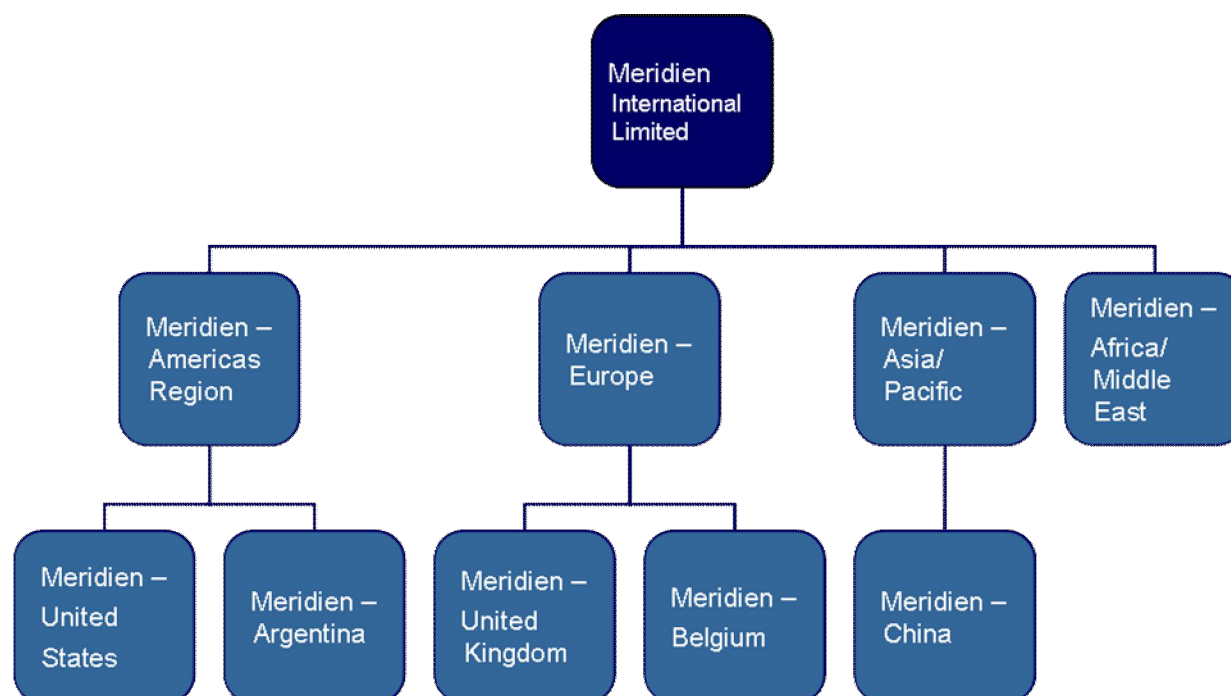 Meridien
International
Limited
Meridien –
Americas
Region
Meridien –
Europe
Meridien –
Asia/
Pacific
Meridien –
Africa/
Middle
East
Meridien –
United
States
Meridien –
Argentina
Meridien –
United
Kingdom
Meridien –
Belgium
Meridien –
China